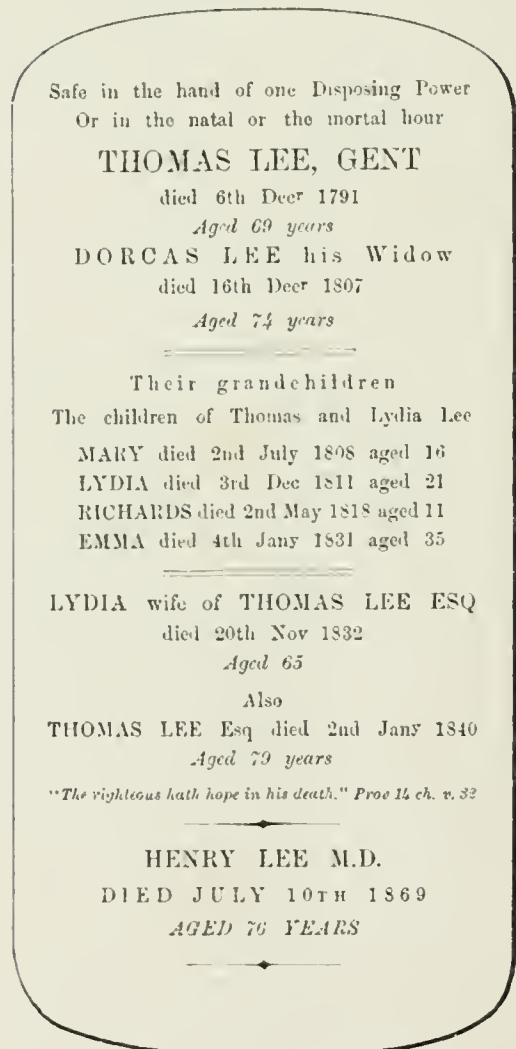 Safe in the hand of one Disposing Power
Or in the natal or the mortal hour
THOMAS LEE, GENT
died 6th Decr 1791
Aged 69 years
DORCAS LEE his Widow
died 16th Decr 1807
Aged 74 years
Their grandchildren
The children of Thomas and Lydia Lee
MARY died 2nd July 1808 aged 16
LYDIA died 3rd Dec 1811 aged 21
RICHARDS died 2nd May 1818 aged 11
EMMA died 4th Jany 1831 aged 35
LYDIA wife of THOMAS LEE ESQ
died 20th Nov 1832
Aged 65
Also
THOMAS LEE Esq died 2nd Jany 1840
Aged 79 years
"The righteous hath hope in his death." Prov 14 ch. v. 32
HENRY LEE M.D.
DIED JULY 10TH 1869
AGED 76 YEARS